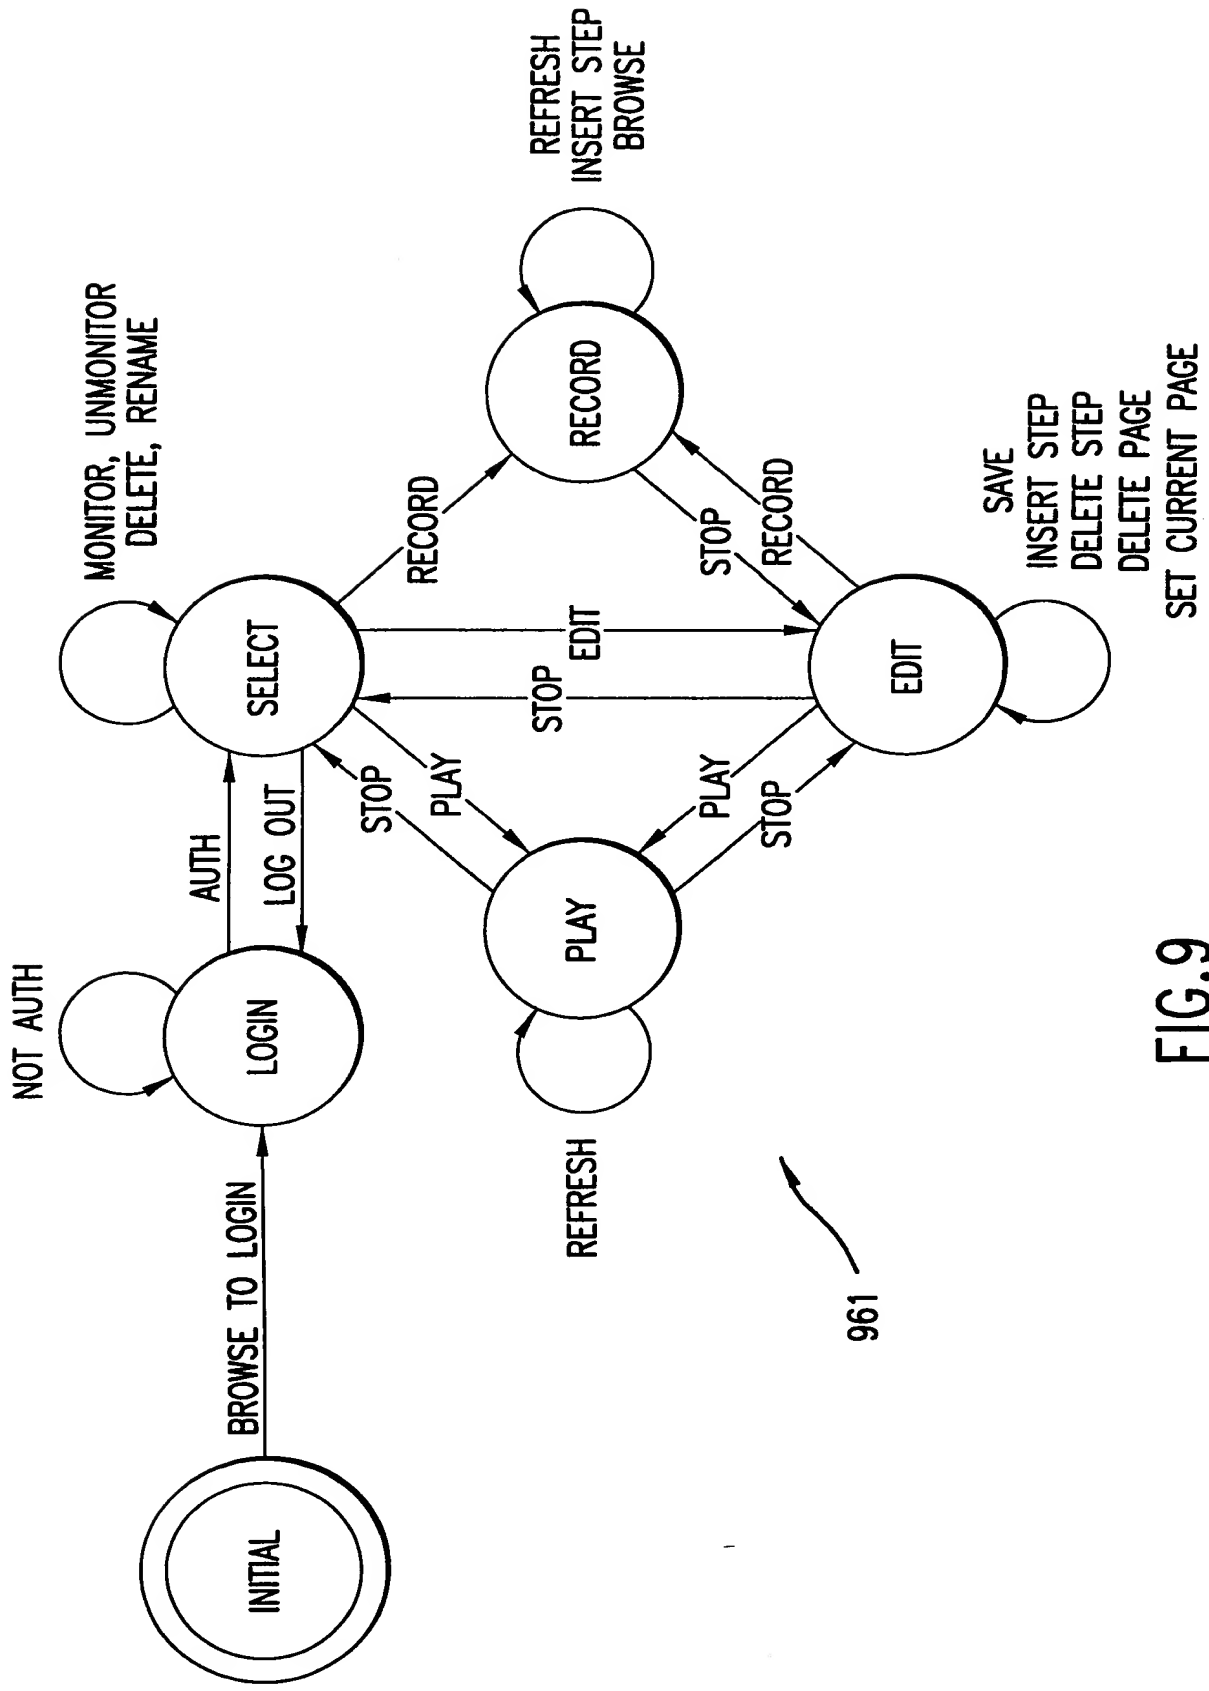 NOT AUTH
MONITOR, UNMONITOR
DELETE, RENAME
INITIAL
BROWSE TO LOGIN
LOGIN
AUTH
LOG OUT
SELECT
STOP
PLAY
RECORD
REFRESH
INSERT STEP
BROWSE
REFRESH
PLAY
STOP
EDIT
RECORD
PLAY
STOP
STOP
RECORD
EDIT
SAVE
INSERT STEP
DELETE STEP
DELETE PAGE
SET CURRENT PAGE
961
FIG.9